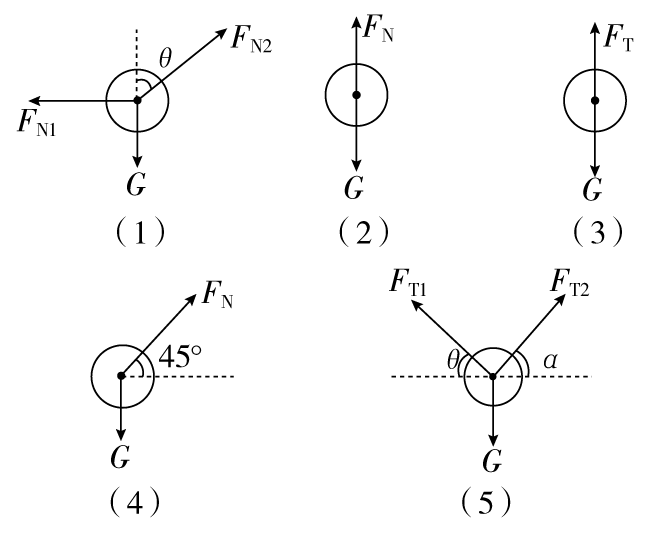 θ F_N2 F_N F_T
F_N1
G G G
(1) (2) (3)
F_N F_T1 F_T2
45° θ α
G G
(4) (5)